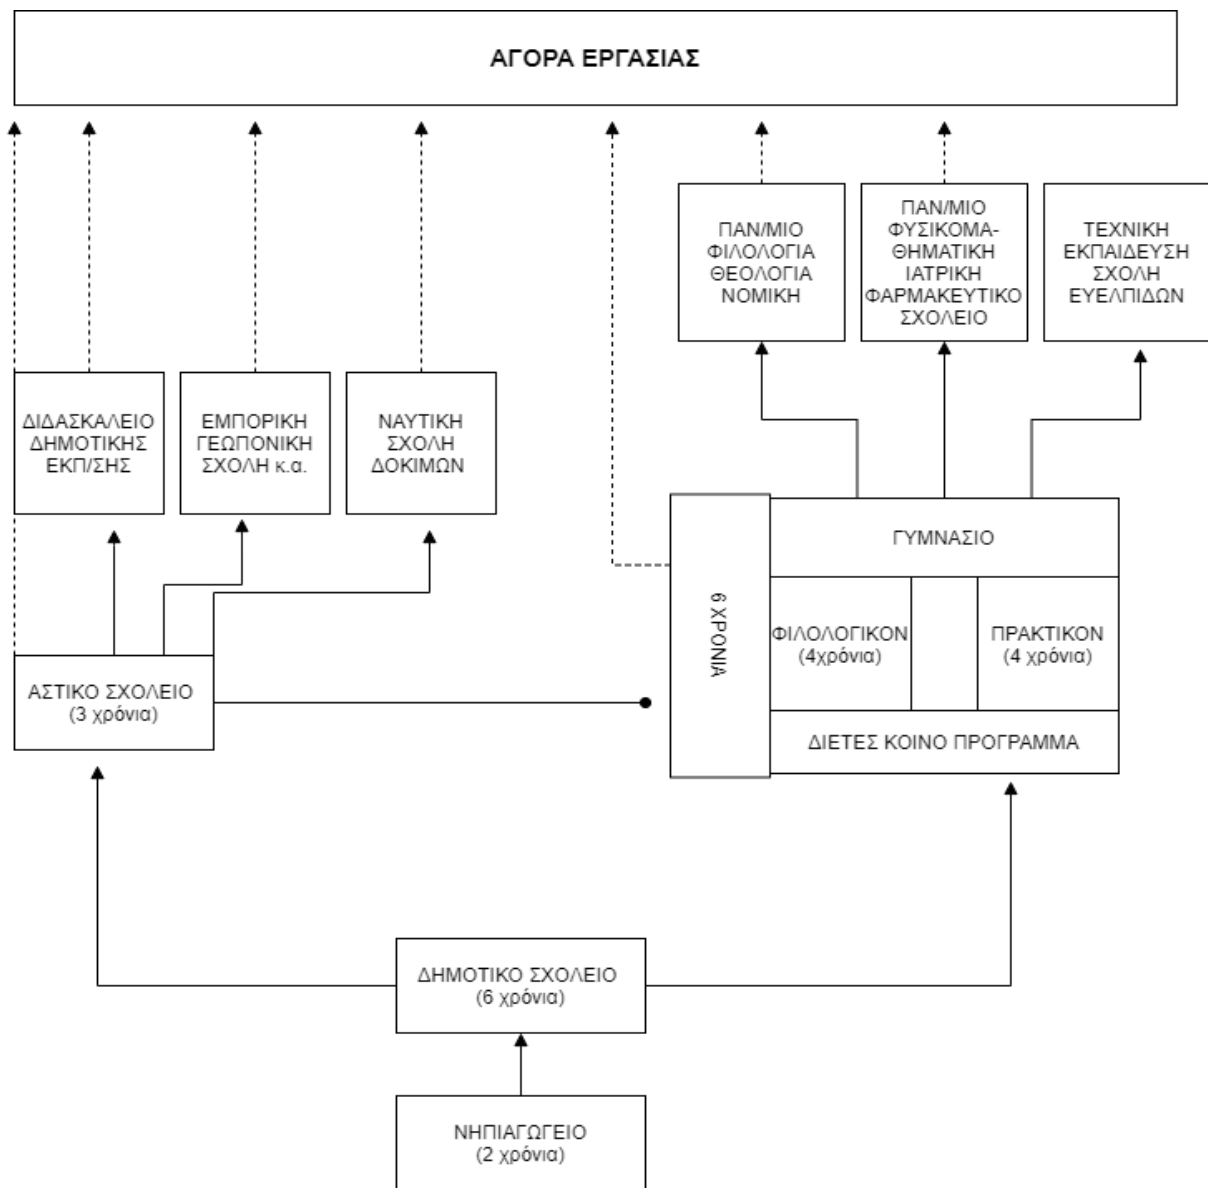 ΑΓΟΡΑ ΕΡΓΑΣΙΑΣ
ΠΑΝ/ΜΙΟ
ΦΙΛΟΛΟΓΙΑ
ΘΕΟΛΟΓΙΑ
ΝΟΜΙΚΗ
ΠΑΝ/ΜΙΟ
ΦΥΣΙΚΟΜΑ-
ΘΗΜΑΤΙΚΗ
ΙΑΤΡΙΚΗ
ΦΑΡΜΑΚΕΥΤΙΚΟ
ΣΧΟΛΕΙΟ
ΤΕΧΝΙΚΗ
ΕΚΠΑΙΔΕΥΣΗ
ΣΧΟΛΗ
ΕΥΕΛΠΙΔΩΝ
ΔΙΔΑΣΚΑΛΕΙΟ
ΔΗΜΟΤΙΚΗΣ
ΕΚΠ/ΣΗΣ
ΕΜΠΟΡΙΚΗ
ΓΕΩΠΟΝΙΚΗ
ΣΧΟΛΗ κ.α.
ΝΑΥΤΙΚΗ
ΣΧΟΛΗ
ΔΟΚΙΜΩΝ
6 ΧΡΟΝΙΑ
ΓΥΜΝΑΣΙΟ
ΦΙΛΟΛΟΓΙΚΟΝ
(4χρόνια)
ΠΡΑΚΤΙΚΟΝ
(4 χρόνια)
ΔΙΕΤΕΣ ΚΟΙΝΟ ΠΡΟΓΡΑΜΜΑ
ΑΣΤΙΚΟ ΣΧΟΛΕΙΟ
(3 χρόνια)
ΔΗΜΟΤΙΚΟ ΣΧΟΛΕΙΟ
(6 χρόνια)
ΝΗΠΙΑΓΩΓΕΙΟ
(2 χρόνια)